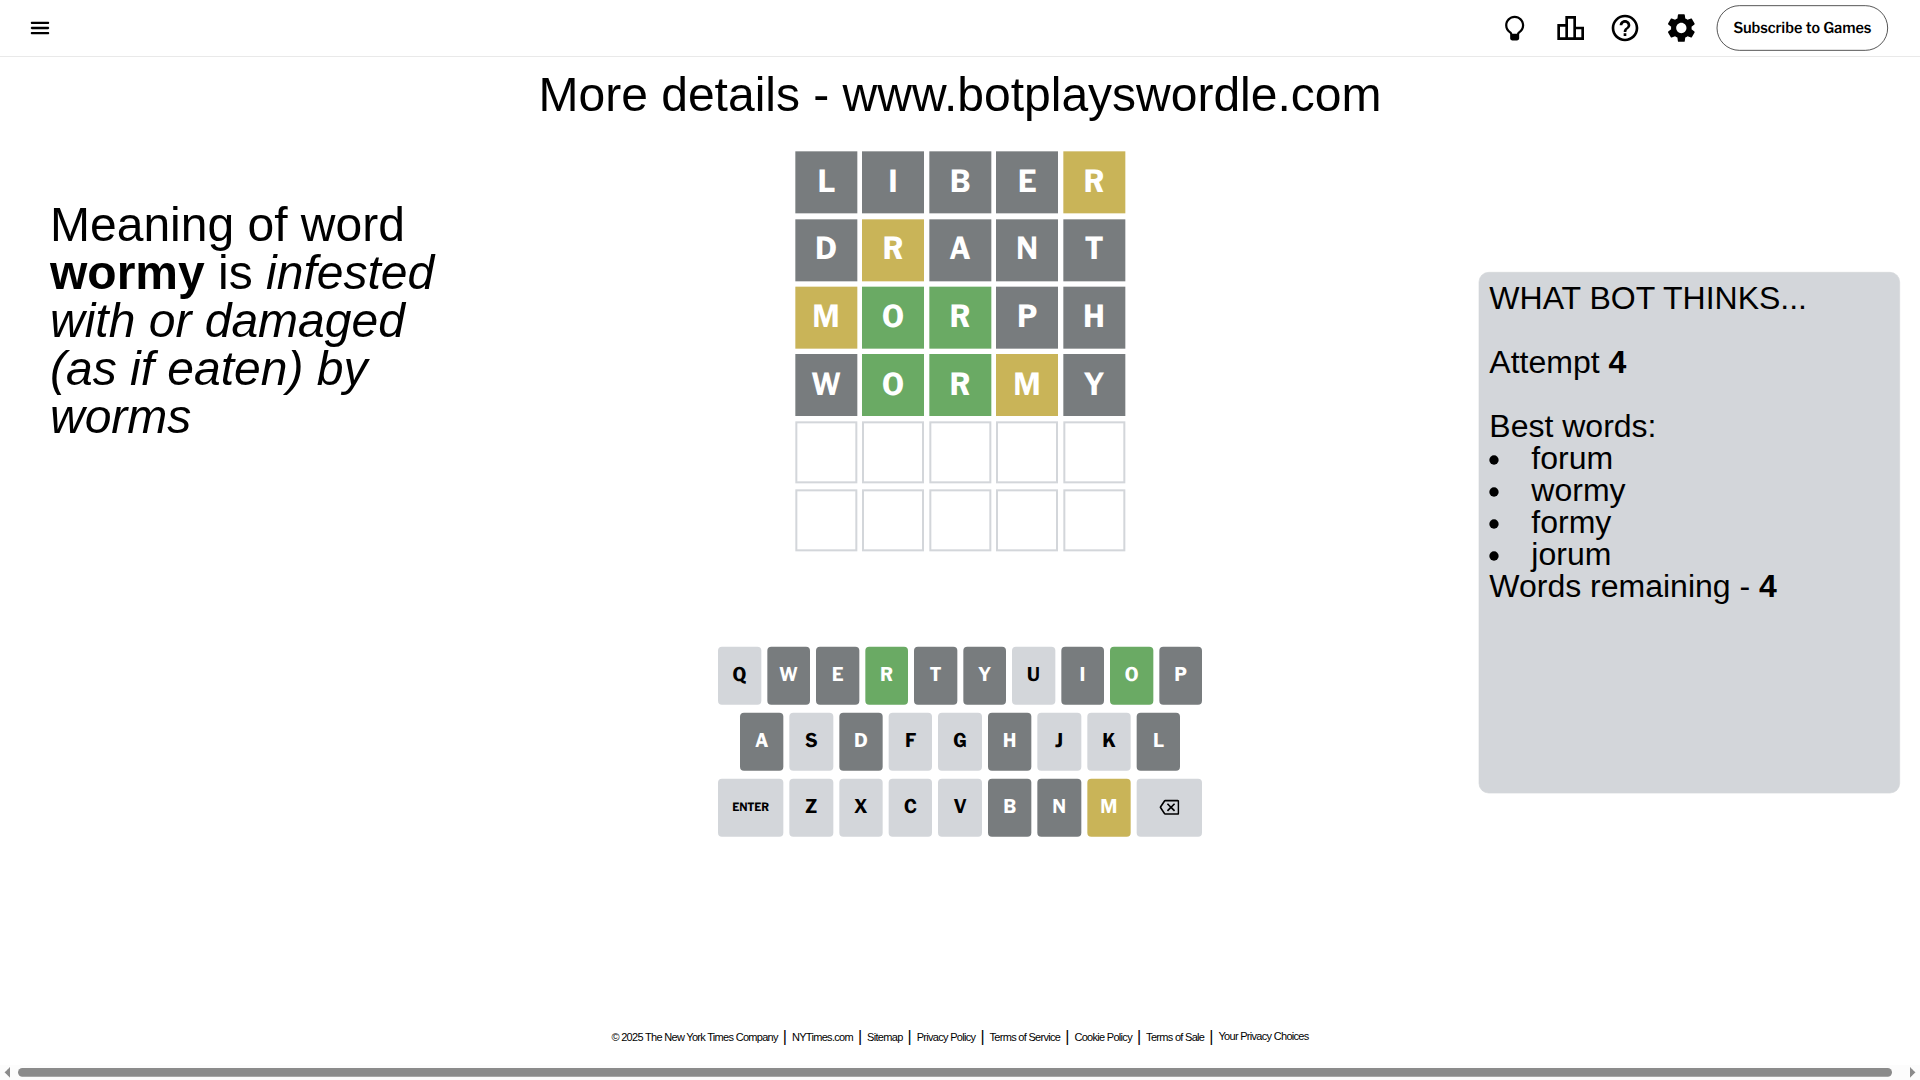 Subscribe to Games
More details - www.botplayswordle.com
Meaning of word
wormy is infested
with or damaged
(as if eaten) by
worms
L I B E R
D R A N T
M O R P H
W O R M Y
WHAT BOT THINKS...
Attempt 4
Best words:
• forum
• wormy
• formy
• jorum
Words remaining - 4
Q W E R T Y U I O P
A S D F G H J K L
ENTER Z X C V B N M
© 2025 The New York Times Company | NYTimes.com | Sitemap | Privacy Policy | Terms of Service | Cookie Policy | Terms of Sale | Your Privacy Choices